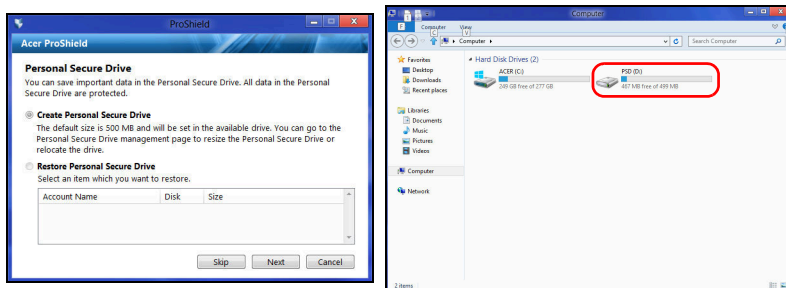 ProShield
Acer ProShield
Personal Secure Drive
You can save important data in the Personal Secure Drive. All data in the Personal
Secure Drive are protected.
Create Personal Secure Drive
The default size is 500 MB and will be set in the available drive. You can go to the
Personal Secure Drive management page to resize the Personal Secure Drive or
relocate the drive.
Restore Personal Secure Drive
Select an item which you want to restore.
Account Name Disk Size
Skip Next Cancel
Computer
F Computer View
C V
Computer
Search Computer
Favorites
Desktop
Downloads
Recent places
Libraries
Documents
Music
Pictures
Videos
Computer
Network
Hard Disk Drives (2)
ACER (C:)
249 GB free of 277 GB
PSD (D:)
467 MB free of 499 MB
2 items